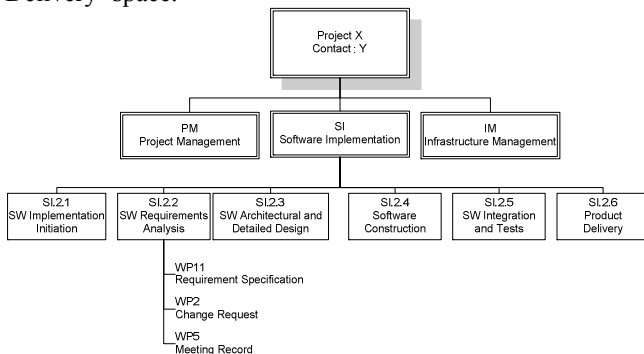 Delivery" space.
Project X
Contact : Y
PM
Project Management
SI
Software Implementation
IM
Infrastructure Management
SI.2.1
SW Implementation
Initiation
SI.2.2
SW Requirements
Analysis
SI.2.3
SW Architectural and
Detailed Design
SI.2.4
Software
Construction
SI.2.5
SW Integration
and Tests
SI.2.6
Product
Delivery
WP11
Requirement Specification
WP2
Change Request
WP5
Meeting Record